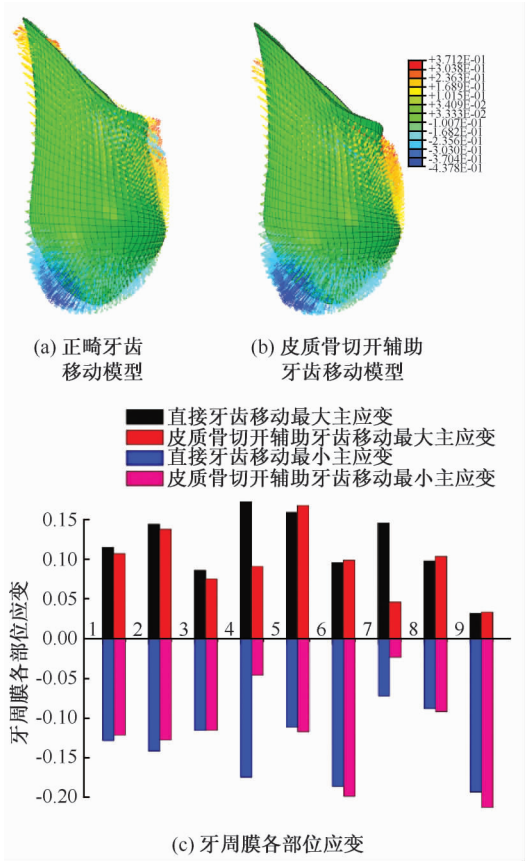 +3.712E-01
+3.038E-01
+2.363E-01
+1.689E-01
+1.015E-01
+3.409E-02
+3.333E-02
-1.007E-01
-1.682E-01
-2.356E-01
-3.030E-01
-3.704E-01
-4.378E-01
(a) 正畸牙齿
移动模型
(b) 皮质骨切开辅助
牙齿移动模型
直接牙齿移动最大主应变
皮质骨切开辅助牙齿移动最大主应变
直接牙齿移动最小主应变
皮质骨切开辅助牙齿移动最小主应变
牙周膜各部位应变
0.15
0.10
0.05
0.00
-0.05
-0.10
-0.15
-0.20
1 2 3 4 5 6 7 8 9
(c) 牙周膜各部位应变